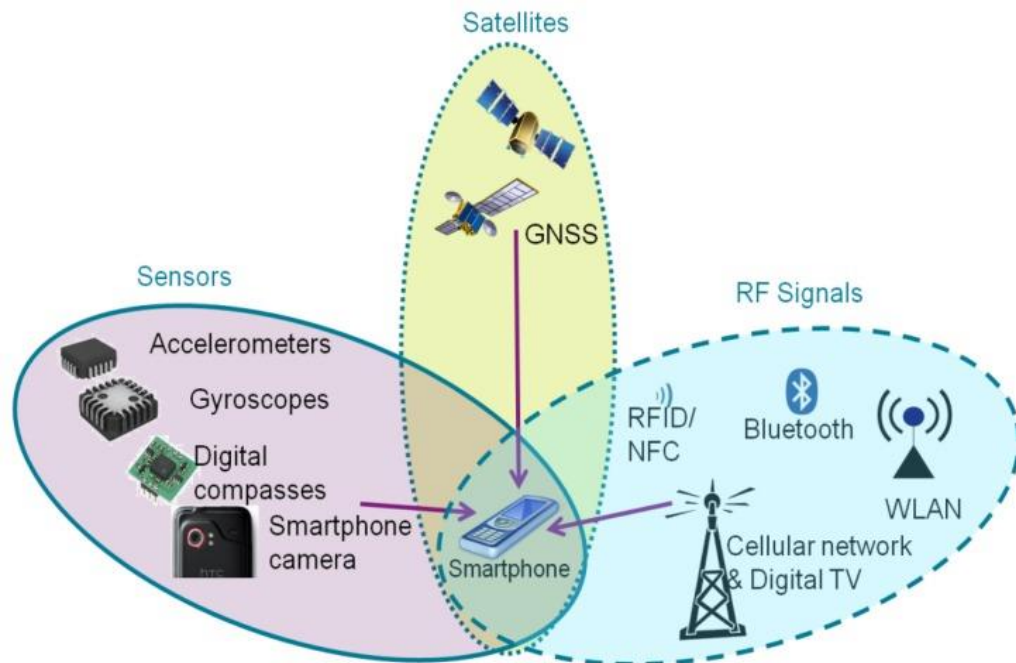 Satellites
GNSS
Sensors
Accelerometers
Gyroscopes
Digital
compasses
Smartphone
camera
hTC
RF Signals
RFID/
NFC
Bluetooth
WLAN
Cellular network
& Digital TV
Smartphone